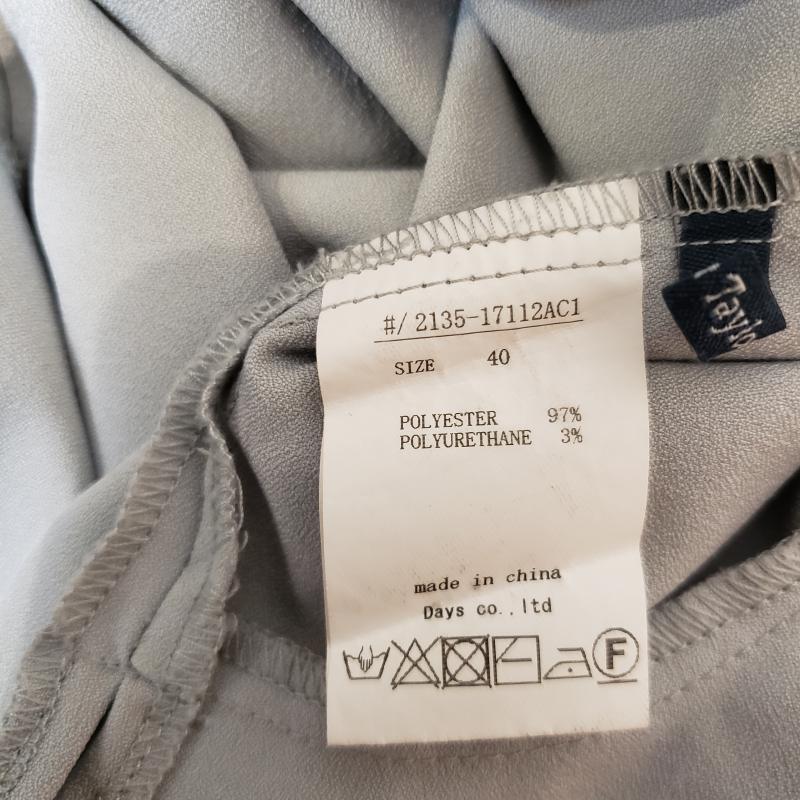 #/ 2135-17112AC1
SIZE 40
POLYESTER 97%
POLYURETHANE 3%
made in china
Days co.,ltd
F